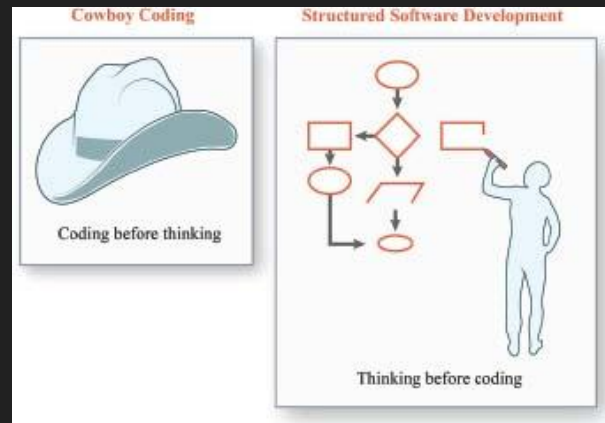 Cowboy Coding
Structured Software Development
Coding before thinking
Thinking before coding